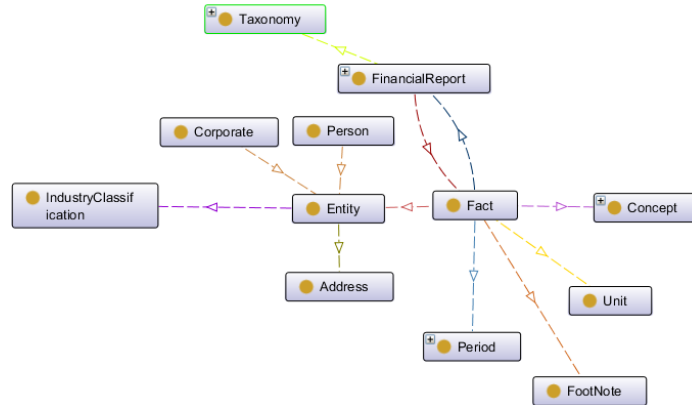 Taxonomy
FinancialReport
Corporate
Person
IndustryClassif
ication
Entity
Fact
Concept
Address
Unit
Period
FootNote